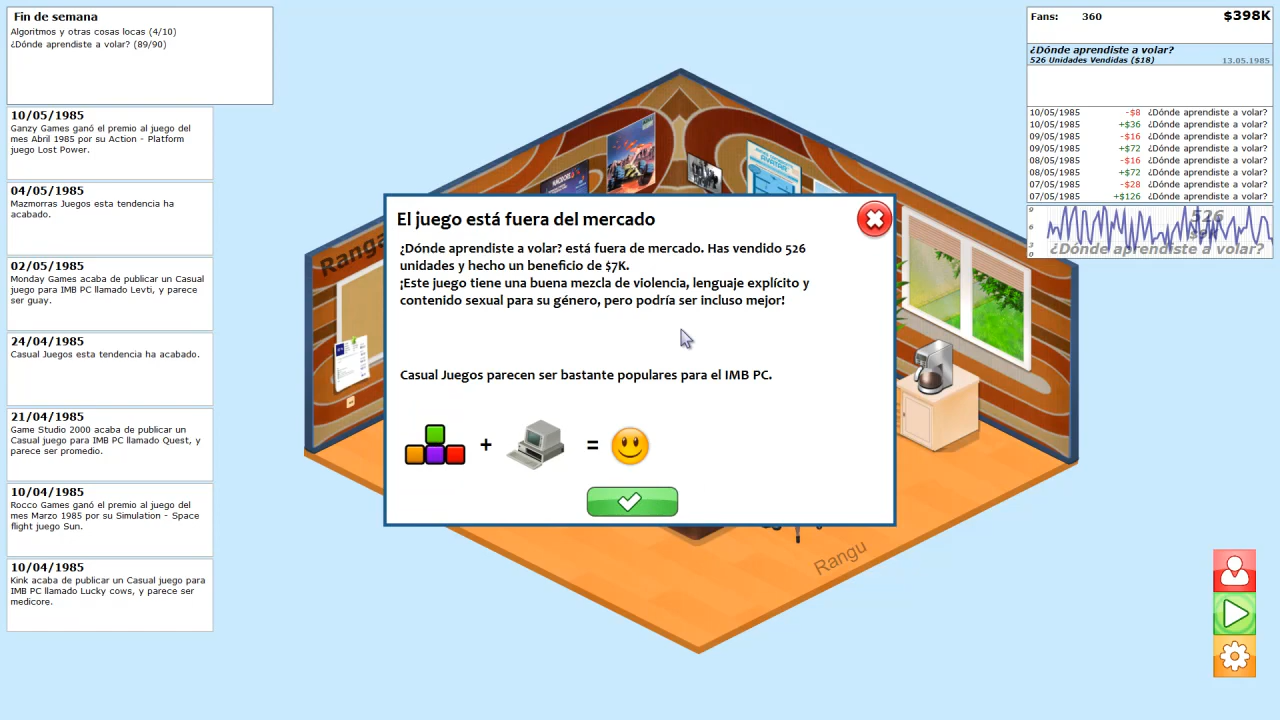 Fin de semana
Algoritmos y otras cosas locas (4/10)
¿Dónde aprendiste a volar? (89/90)
10/05/1985
Ganzy Games ganó el premio al juego del
mes Abril 1985 por su Action - Platform
juego Lost Power.
04/05/1985
Mazmorras Juegos esta tendencia ha
acabado.
02/05/1985
Monday Games acaba de publicar un Casual
juego para IMB PC llamado Levti, y parece
ser guay.
24/04/1985
Casual Juegos esta tendencia ha acabado.
21/04/1985
Game Studio 2000 acaba de publicar un
Casual juego para IMB PC llamado Quest, y
parece ser promedio.
10/04/1985
Rocco Games ganó el premio al juego del
mes Marzo 1985 por su Simulation - Space
flight juego Sun.
10/04/1985
Kink acaba de publicar un Casual juego para
IMB PC llamado Lucky cows, y parece ser
medicore.
El juego está fuera del mercado
¿Dónde aprendiste a volar? está fuera de mercado. Has vendido 526
unidades y hecho un beneficio de $7K.
¡Este juego tiene una buena mezcla de violencia, lenguaje explícito y
contenido sexual para su género, pero podría ser incluso mejor!
Casual Juegos parecen ser bastante populares para el IMB PC.
+ =
Rangu
Fans: 360 $398K
¿Dónde aprendiste a volar?
526 Unidades Vendidas ($18) 13.05.1985
10/05/1985 -$8 ¿Dónde aprendiste a volar?
10/05/1985 +$36 ¿Dónde aprendiste a volar?
09/05/1985 -$16 ¿Dónde aprendiste a volar?
09/05/1985 +$72 ¿Dónde aprendiste a volar?
08/05/1985 -$16 ¿Dónde aprendiste a volar?
08/05/1985 +$72 ¿Dónde aprendiste a volar?
07/05/1985 -$28 ¿Dónde aprendiste a volar?
07/05/1985 +$126 ¿Dónde aprendiste a volar?
9
6
3
0
526
¿Dónde aprendiste a volar?